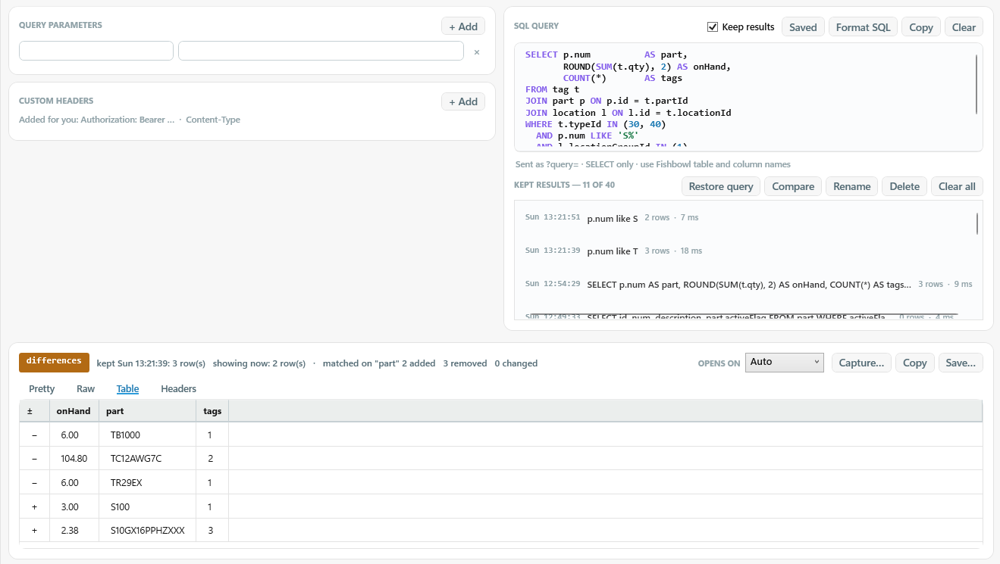 QUERY PARAMETERS
+ Add
×
CUSTOM HEADERS
+ Add
Added for you: Authorization: Bearer ... · Content-Type
SQL QUERY
Keep results
Saved
Format SQL
Copy
Clear
SELECT p.num          AS part,
       ROUND(SUM(t.qty), 2) AS onHand,
       COUNT(*)       AS tags
FROM tag t
JOIN part p ON p.id = t.partId
JOIN location l ON l.id = t.locationId
WHERE t.typeId IN (30, 40)
  AND p.num LIKE 'S%'
  AND l.locationGroupId IN (1)
Sent as ?query= · SELECT only · use Fishbowl table and column names
KEPT RESULTS — 11 OF 40
Restore query
Compare
Rename
Delete
Clear all
Sun 13:21:51 p.num like S 2 rows · 7 ms
Sun 13:21:39 p.num like T 3 rows · 18 ms
Sun 12:54:29 SELECT p.num AS part, ROUND(SUM(t.qty), 2) AS onHand, COUNT(*) AS tags... 3 rows · 9 ms
Sun 12:49:33 SELECT id, num, description, part.activeFlag FROM part WHERE activeFla... 0 rows · 4 ms
differences
kept Sun 13:21:39: 3 row(s) showing now: 2 row(s) · matched on "part" 2 added 3 removed 0 changed
OPENS ON
Auto
Capture...
Copy
Save...
Pretty
Raw
Table
Headers
± onHand part tags
− 6.00 TB1000 1
− 104.80 TC12AWG7C 2
− 6.00 TR29EX 1
+ 3.00 S100 1
+ 2.38 S10GX16PPHZXXX 3